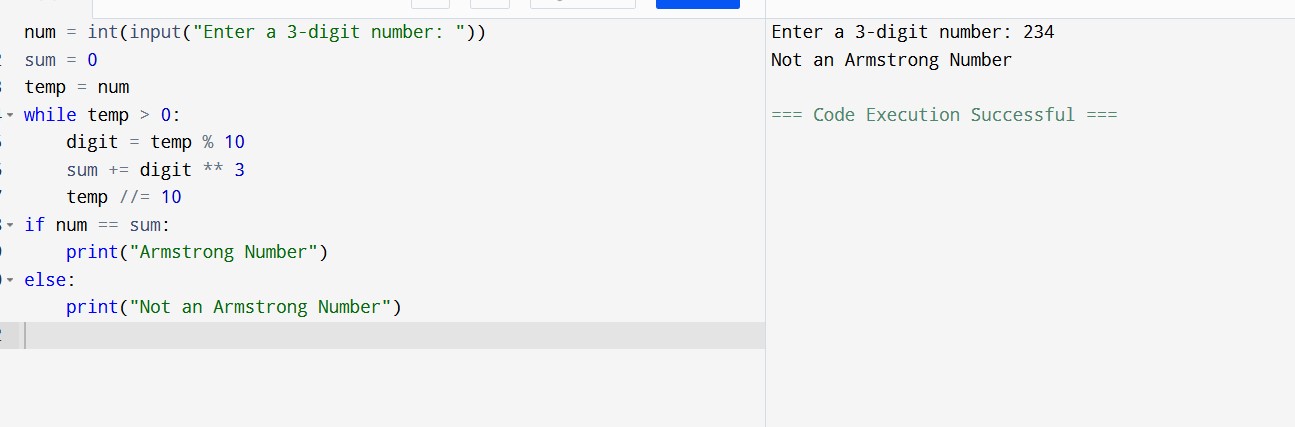 num = int(input("Enter a 3-digit number: "))
sum = 0
temp = num
while temp > 0:
    digit = temp % 10
    sum += digit ** 3
    temp //= 10
if num == sum:
    print("Armstrong Number")
else:
    print("Not an Armstrong Number")
Enter a 3-digit number: 234
Not an Armstrong Number
=== Code Execution Successful ===